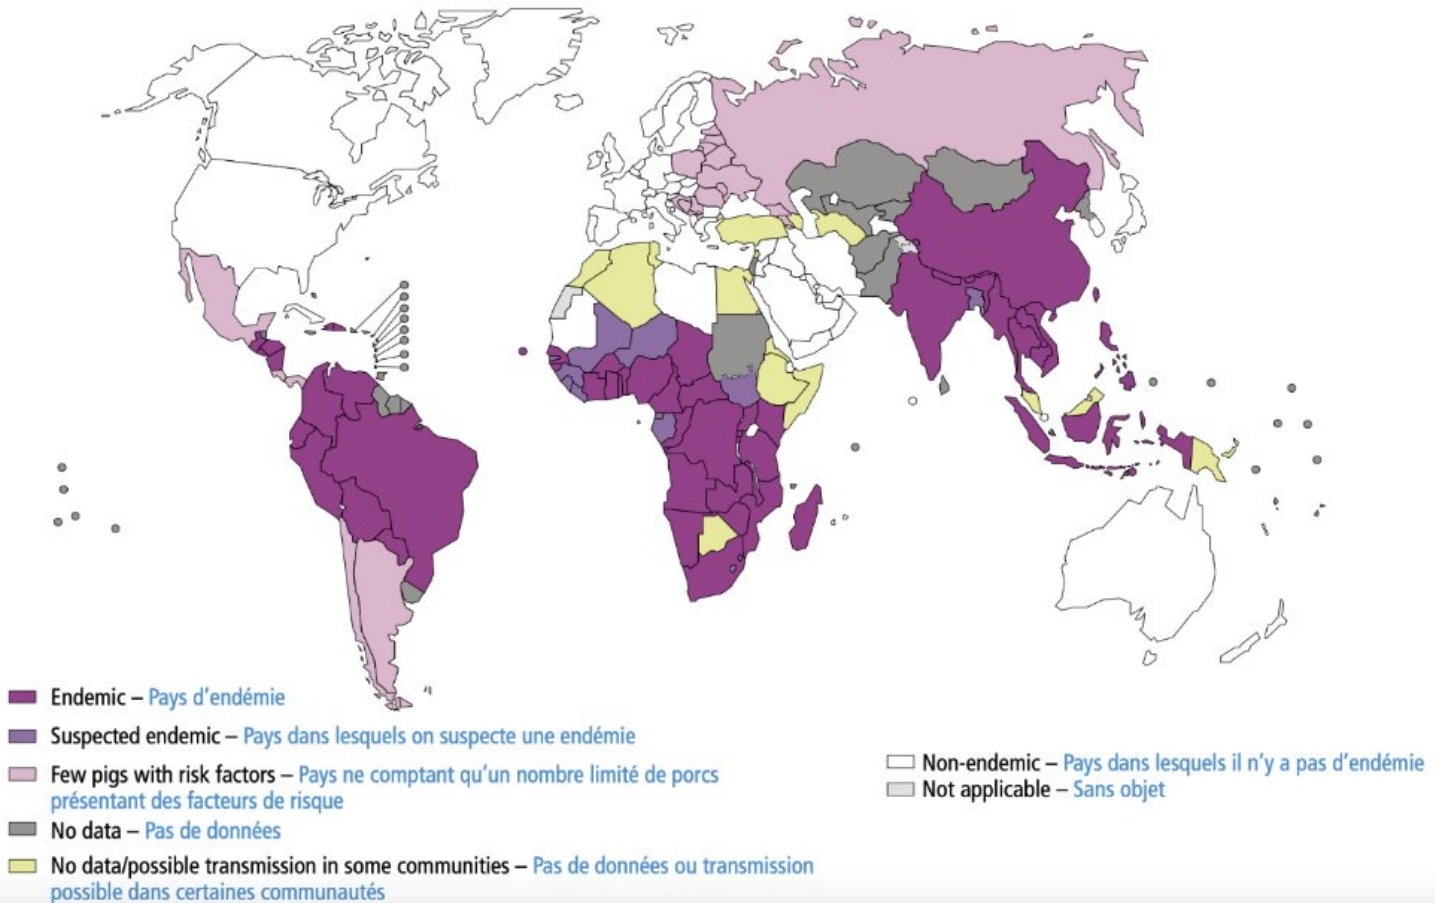 Endemic – Pays d'endémie
Suspected endemic – Pays dans lesquels on suspecte une endémie
Few pigs with risk factors – Pays ne comptant qu'un nombre limité de porcs
présentant des facteurs de risque
No data – Pas de données
No data/possible transmission in some communities – Pas de données ou transmission
possible dans certaines communautés
Non-endemic – Pays dans lesquels il n'y a pas d'endémie
Not applicable – Sans objet